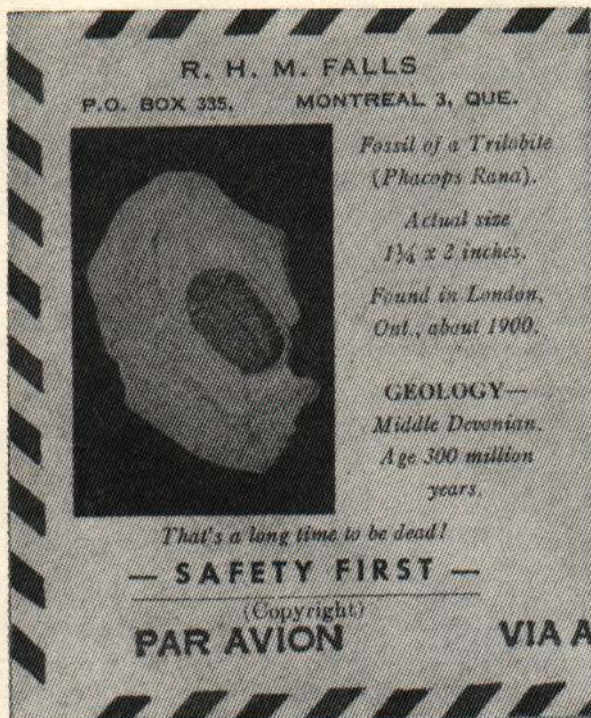 R. H. M. FALLS
P.O. BOX 335, MONTREAL 3, QUE.
Fossil of a Trilobite
(Phacops Rana).
Actual size
1¼ x 2 inches.
Found in London,
Ont., about 1900.
GEOLOGY—
Middle Devonian.
Age 300 million
years.
That's a long time to be dead!
— SAFETY FIRST —
(Copyright)
PAR AVION VIA A